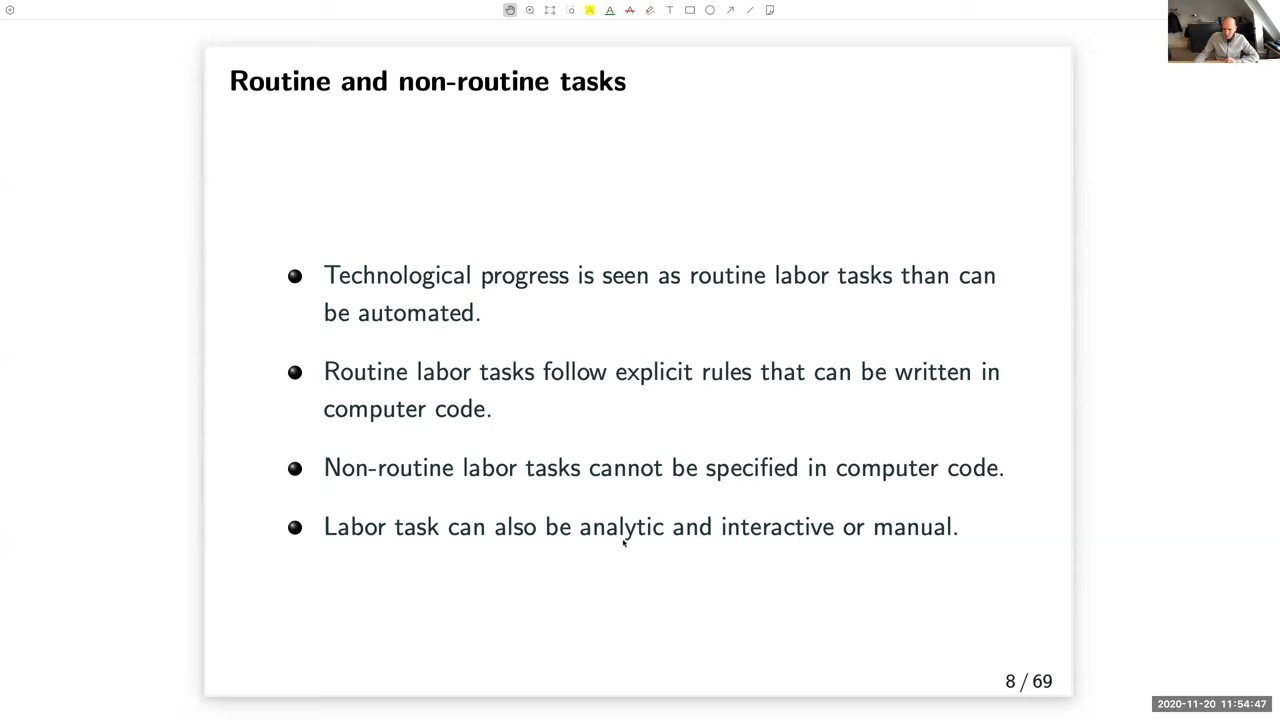 Routine and non-routine tasks
Technological progress is seen as routine labor tasks than can
be automated.
Routine labor tasks follow explicit rules that can be written in
computer code.
Non-routine labor tasks cannot be specified in computer code.
Labor task can also be analytic and interactive or manual.
8 / 69
2020-11-20 11:54:47